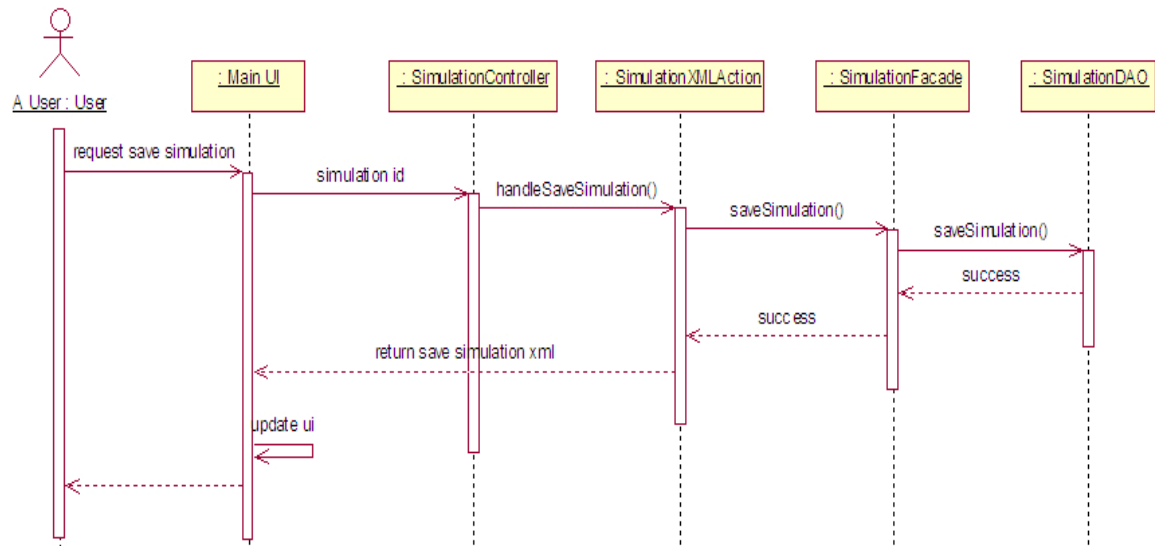 : Main UI
: SimulationController
: SimulationXMLAction
: SimulationFacade
: SimulationDAO
A User : User
request save simulation
simulation id
handleSaveSimulation()
saveSimulation()
saveSimulation()
success
success
return save simulation xml
update ui